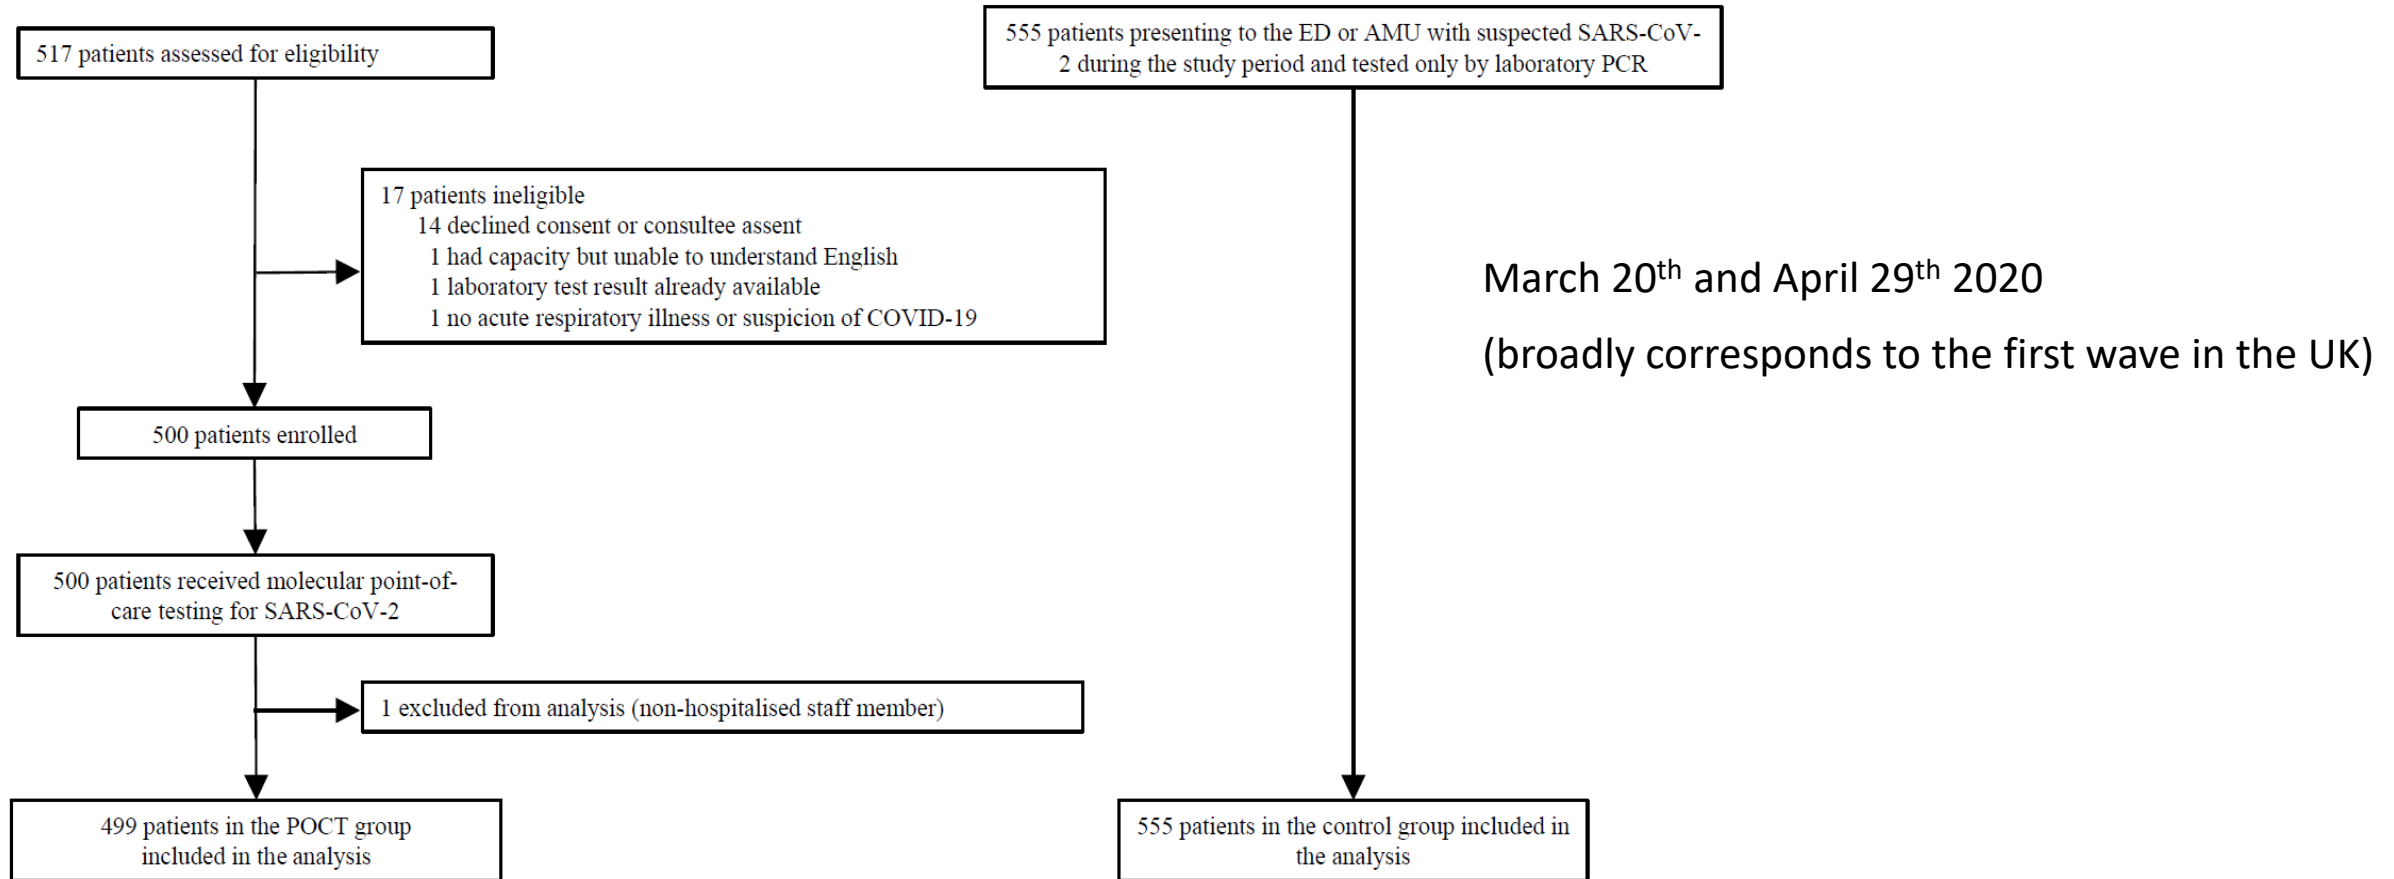 517 patients assessed for eligibility
17 patients ineligible
14 declined consent or consultee assent
1 had capacity but unable to understand English
1 laboratory test result already available
1 no acute respiratory illness or suspicion of COVID-19
500 patients enrolled
500 patients received molecular point-of-
care testing for SARS-CoV-2
1 excluded from analysis (non-hospitalised staff member)
499 patients in the POCT group
included in the analysis
555 patients presenting to the ED or AMU with suspected SARS-CoV-
2 during the study period and tested only by laboratory PCR
555 patients in the control group included in
the analysis
March 20th and April 29th 2020
(broadly corresponds to the first wave in the UK)